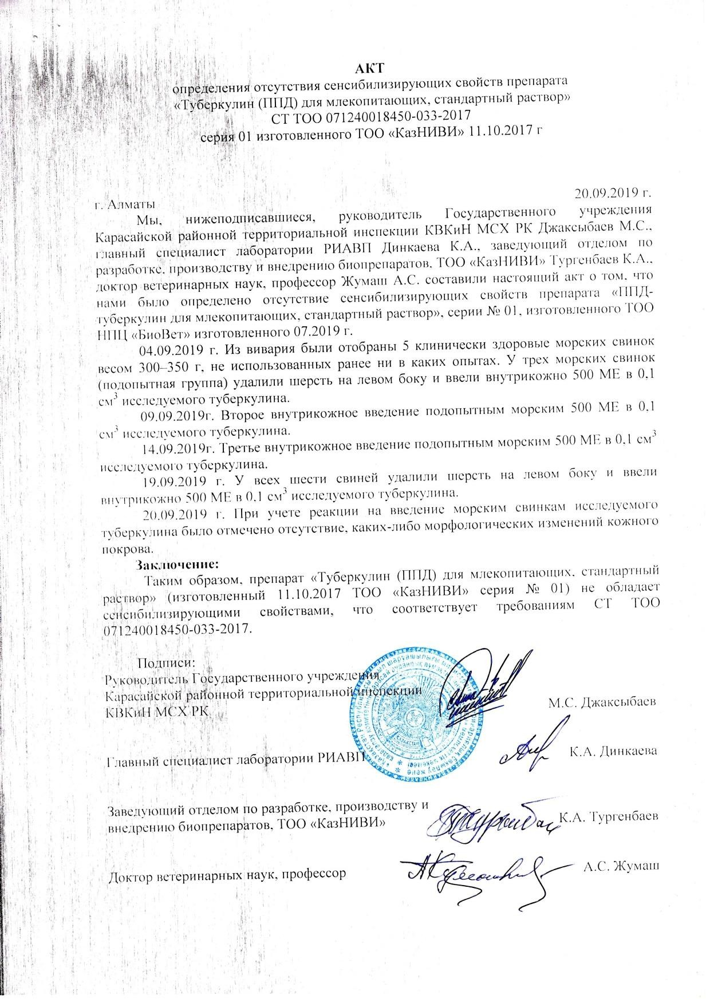 АКТ
определения отсутствия сенсибилизирующих свойств препарата
«Туберкулин (ППД) для млекопитающих, стандартный раствор»
СТ ТОО 071240018450-033-2017
серия 01 изготовленного ТОО «КазНИВИ» 11.10.2017 г
20.09.2019 г.
г. Алматы
Мы, нижеподписавшиеся, руководитель Государственного учреждения
Карасайской районной территориальной инспекции КВКиН МСХ РК Джаксыбаев М.С.,
главный специалист лаборатории РИАВП Динкаева К.А., заведующий отделом по
разработке, производству и внедрению биопрепаратов, ТОО «КазНИВИ» Тургенбаев К.А.,
доктор ветеринарных наук, профессор Жумаш А.С. составили настоящий акт о том, что
нами было определено отсутствие сенсибилизирующих свойств препарата «ППД-
туберкулин для млекопитающих, стандартный раствор», серии № 01, изготовленного ТОО
НПЦ «БиоВет» изготовленного 07.2019 г.
04.09.2019 г. Из вивария были отобраны 5 клинически здоровые морских свинок
весом 300–350 г, не использованных ранее ни в каких опытах. У трех морских свинок
(подопытная группа) удалили шерсть на левом боку и ввели внутрикожно 500 МЕ в 0,1
см³ исследуемого туберкулина.
09.09.2019г. Второе внутрикожное введение подопытным морским 500 МЕ в 0,1
см³ исследуемого туберкулина.
14.09.2019г. Третье внутрикожное введение подопытным морским 500 МЕ в 0,1 см³
исследуемого туберкулина.
19.09.2019 г. У всех шести свиней удалили шерсть на левом боку и ввели
внутрикожно 500 МЕ в 0,1 см³ исследуемого туберкулина.
20.09.2019 г. При учете реакции на введение морским свинкам исследуемого
туберкулина было отмечено отсутствие, каких-либо морфологических изменений кожного
покрова.
Заключение:
Таким образом, препарат «Туберкулин (ППД) для млекопитающих, стандартный
раствор» (изготовленный 11.10.2017 ТОО «КазНИВИ» серия № 01) не обладает
сенсибилизирующими свойствами, что соответствует требованиям СТ ТОО
071240018450-033-2017.
Подписи:
Руководитель Государственного учреждения
Карасайской районной территориальной инспекции
КВКиН МСХ РК
М.С. Джаксыбаев
Главный специалист лаборатории РИАВП
К.А. Динкаева
Заведующий отделом по разработке, производству и
внедрению биопрепаратов, ТОО «КазНИВИ»
К.А. Тургенбаев
Доктор ветеринарных наук, профессор
А.С. Жумаш